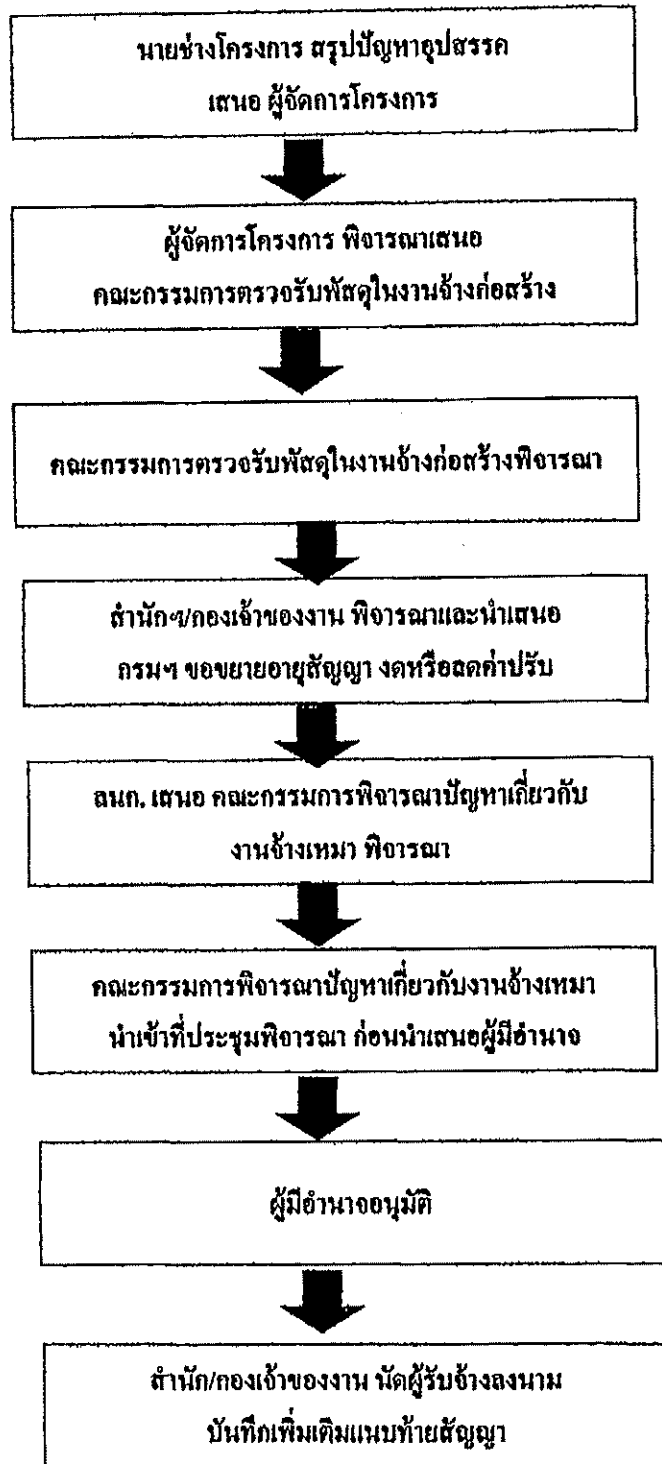 นายช่างโครงการ สรุปปัญหาอุปสรรค
เสนอ ผู้จัดการโครงการ
ผู้จัดการโครงการ พิจารณาเสนอ
คณะกรรมการตรวจรับพัสดุในงานจ้างก่อสร้าง
คณะกรรมการตรวจรับพัสดุในงานจ้างก่อสร้างพิจารณา
สำนักฯ/กองเจ้าของงาน พิจารณาและนำเสนอ
กรมฯ ขอขยายอายุสัญญา งดหรือลดค่าปรับ
ลนก. เสนอ คณะกรรมการพิจารณาปัญหาเกี่ยวกับ
งานจ้างเหมา พิจารณา
คณะกรรมการพิจารณาปัญหาเกี่ยวกับงานจ้างเหมา
นำเข้าที่ประชุมพิจารณา ก่อนนำเสนอผู้มีอำนาจ
ผู้มีอำนาจอนุมัติ
สำนัก/กองเจ้าของงาน นัดผู้รับจ้างลงนาม
บันทึกเพิ่มเติมแนบท้ายสัญญา